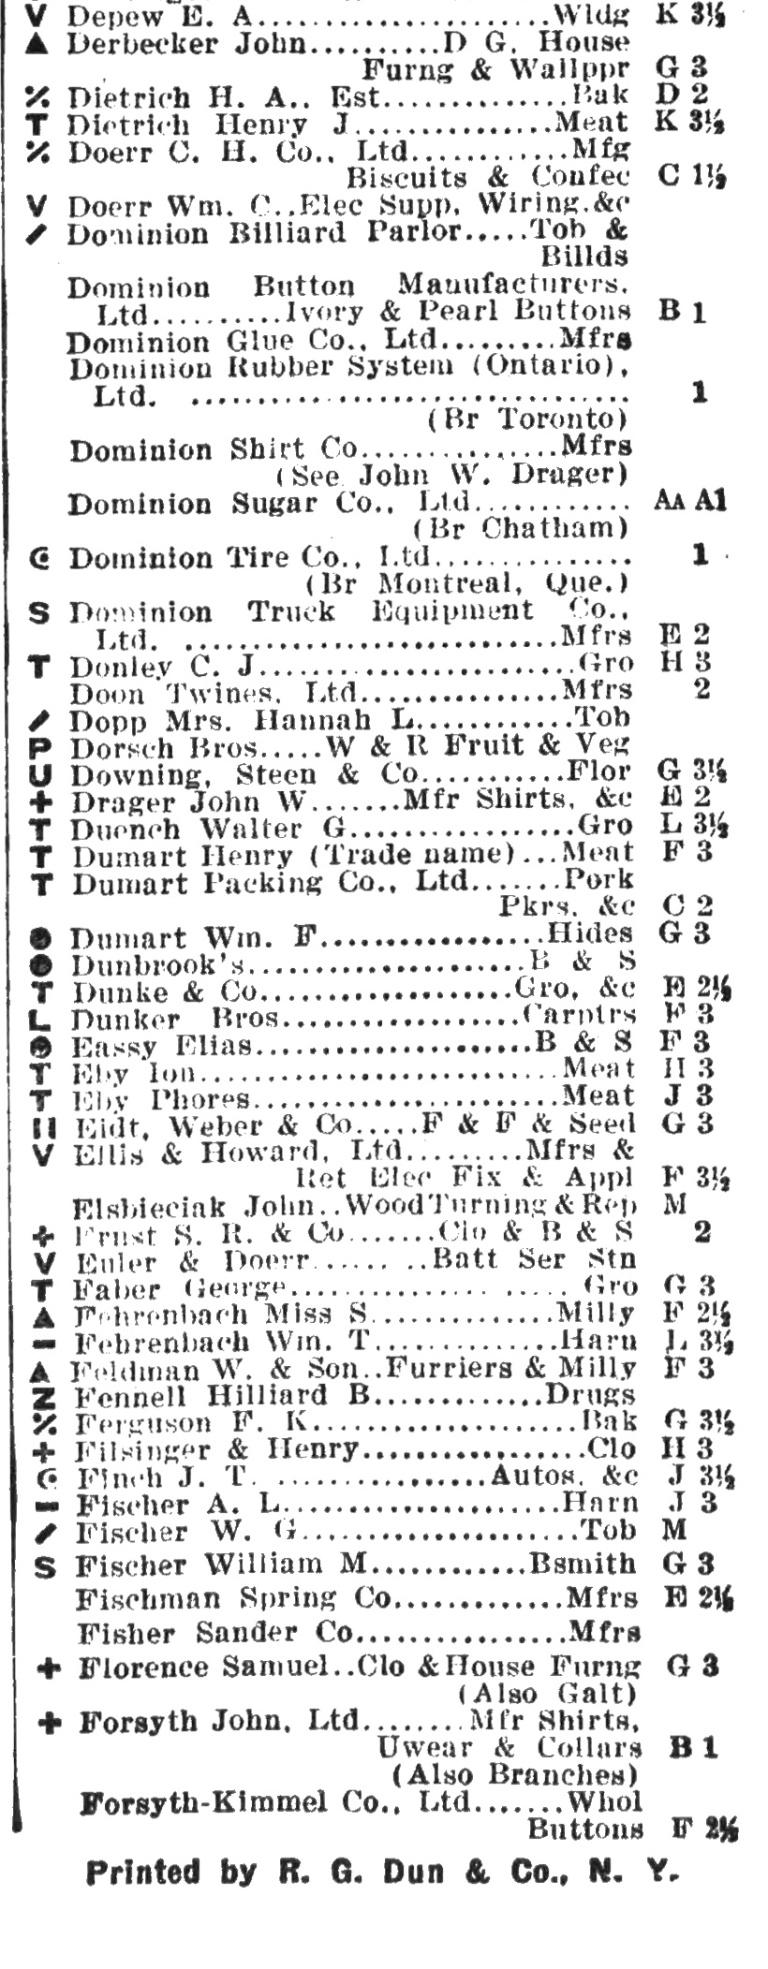 V Depew E. A.....................Wldg K 3½
▲ Derbecker John..........D G, House
Furng & Wallppr G 3
⁒ Dietrich H. A., Est..............Bak D 2
T Dietrich Henry J...............Meat K 3½
⁒ Doerr C. H. Co., Ltd............Mfg
Biscuits & Confec C 1½
V Doerr Wm. C..Elec Supp, Wiring,&c
/ Dominion Billiard Parlor.....Tob &
Billds
Dominion Button Manufacturers,
Ltd..........Ivory & Pearl Buttons B 1
Dominion Glue Co., Ltd.........Mfrs
Dominion Rubber System (Ontario),
Ltd. ................................ 1
(Br Toronto)
Dominion Shirt Co...............Mfrs
(See John W. Drager)
Dominion Sugar Co., Ltd............ AA A1
(Br Chatham)
Dominion Tire Co., Ltd............... 1
(Br Montreal, Que.)
S Dominion Truck Equipment Co.,
Ltd. ...........................Mfrs E 2
T Donley C. J.......................Gro H 3
Doon Twines, Ltd...............Mfrs 2
/ Dopp Mrs. Hannah L............Tob
P Dorsch Bros.....W & R Fruit & Veg
U Downing, Steen & Co...........Flor G 3½
+ Drager John W.......Mfr Shirts, &c E 2
T Duench Walter G.................Gro L 3½
T Dumart Henry (Trade name)...Meat F 3
T Dumart Packing Co., Ltd.......Pork
Pkrs, &c C 2
● Dumart Wm. F..................Hides G 3
● Dunbrook's......................B & S
T Dunke & Co..................Gro, &c E 2½
L Dunker Bros.................Carptrs F 3
● Eassy Elias......................B & S F 3
T Eby Ion.........................Meat H 3
T Eby Phores.....................Meat J 3
Eidt, Weber & Co.....F & F & Seed G 3
V Ellis & Howard, Ltd.........Mfrs &
Ret Elec Fix & Appl F 3½
Elsbieciak John..Wood Turning & Rep M
+ Ernst S. R. & Co........Clo & B & S 2
V Euler & Doerr........Batt Ser Stn
T Faber George......................Gro G 3
▲ Fehrenbach Miss S.............Milly F 2½
- Fehrenbach Wm. T.............Harn L 3½
▲ Feldman W. & Son..Furriers & Milly F 3
Z Fennell Hilliard B............Drugs
⁒ Ferguson F. K...................Bak G 3½
+ Filsinger & Henry................Clo H 3
Finch J. T. ..................Autos, &c J 3½
- Fischer A. L....................Harn J 3
/ Fischer W. G....................Tob M
S Fischer William M............Bsmith G 3
Fischman Spring Co.............Mfrs E 2½
Fisher Sander Co................Mfrs
+ Florence Samuel..Clo & House Furng G 3
(Also Galt)
+ Forsyth John, Ltd........Mfr Shirts,
Uwear & Collars B 1
(Also Branches)
Forsyth-Kimmel Co., Ltd.......Whol
Buttons F 2½
Printed by R. G. Dun & Co., N. Y.